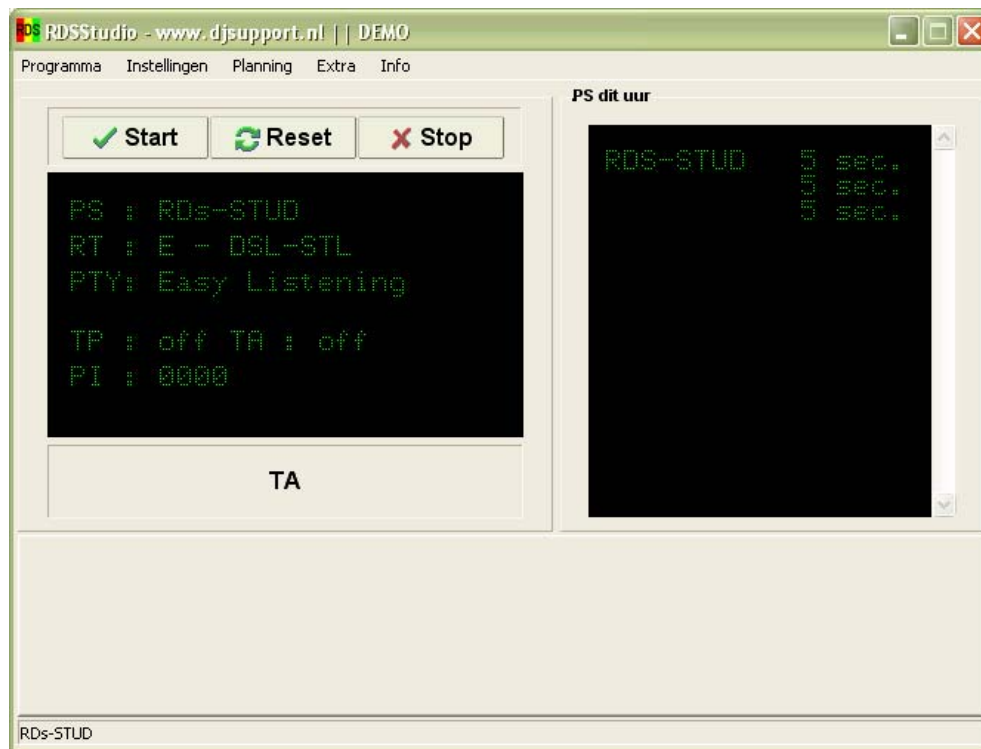 RDS RDSStudio - www.djsupport.nl || DEMO
Programma Instellingen Planning Extra Info
Start Reset Stop
PS : RDs-STUD
RT : E - DSL-STL
PTY: Easy Listening
TP : off TA : off
PI : 0000
TA
PS dit uur
RDS-STUD 5 sec.
5 sec.
5 sec.
RDs-STUD